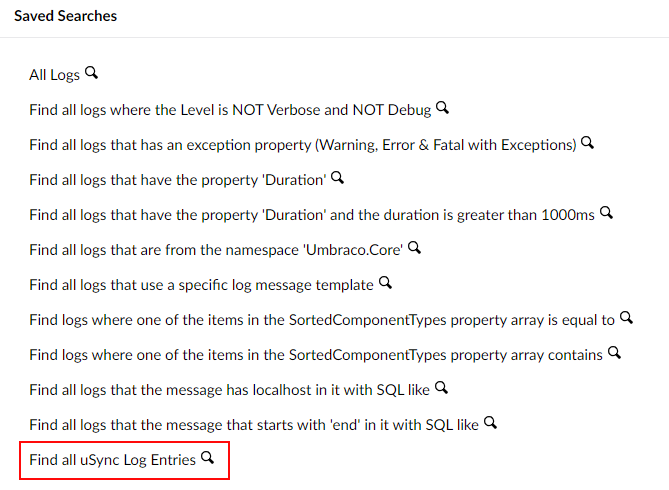 Saved Searches
All Logs
Find all logs where the Level is NOT Verbose and NOT Debug
Find all logs that has an exception property (Warning, Error & Fatal with Exceptions)
Find all logs that have the property 'Duration'
Find all logs that have the property 'Duration' and the duration is greater than 1000ms
Find all logs that are from the namespace 'Umbraco.Core'
Find all logs that use a specific log message template
Find logs where one of the items in the SortedComponentTypes property array is equal to
Find logs where one of the items in the SortedComponentTypes property array contains
Find all logs that the message has localhost in it with SQL like
Find all logs that the message that starts with 'end' in it with SQL like
Find all uSync Log Entries